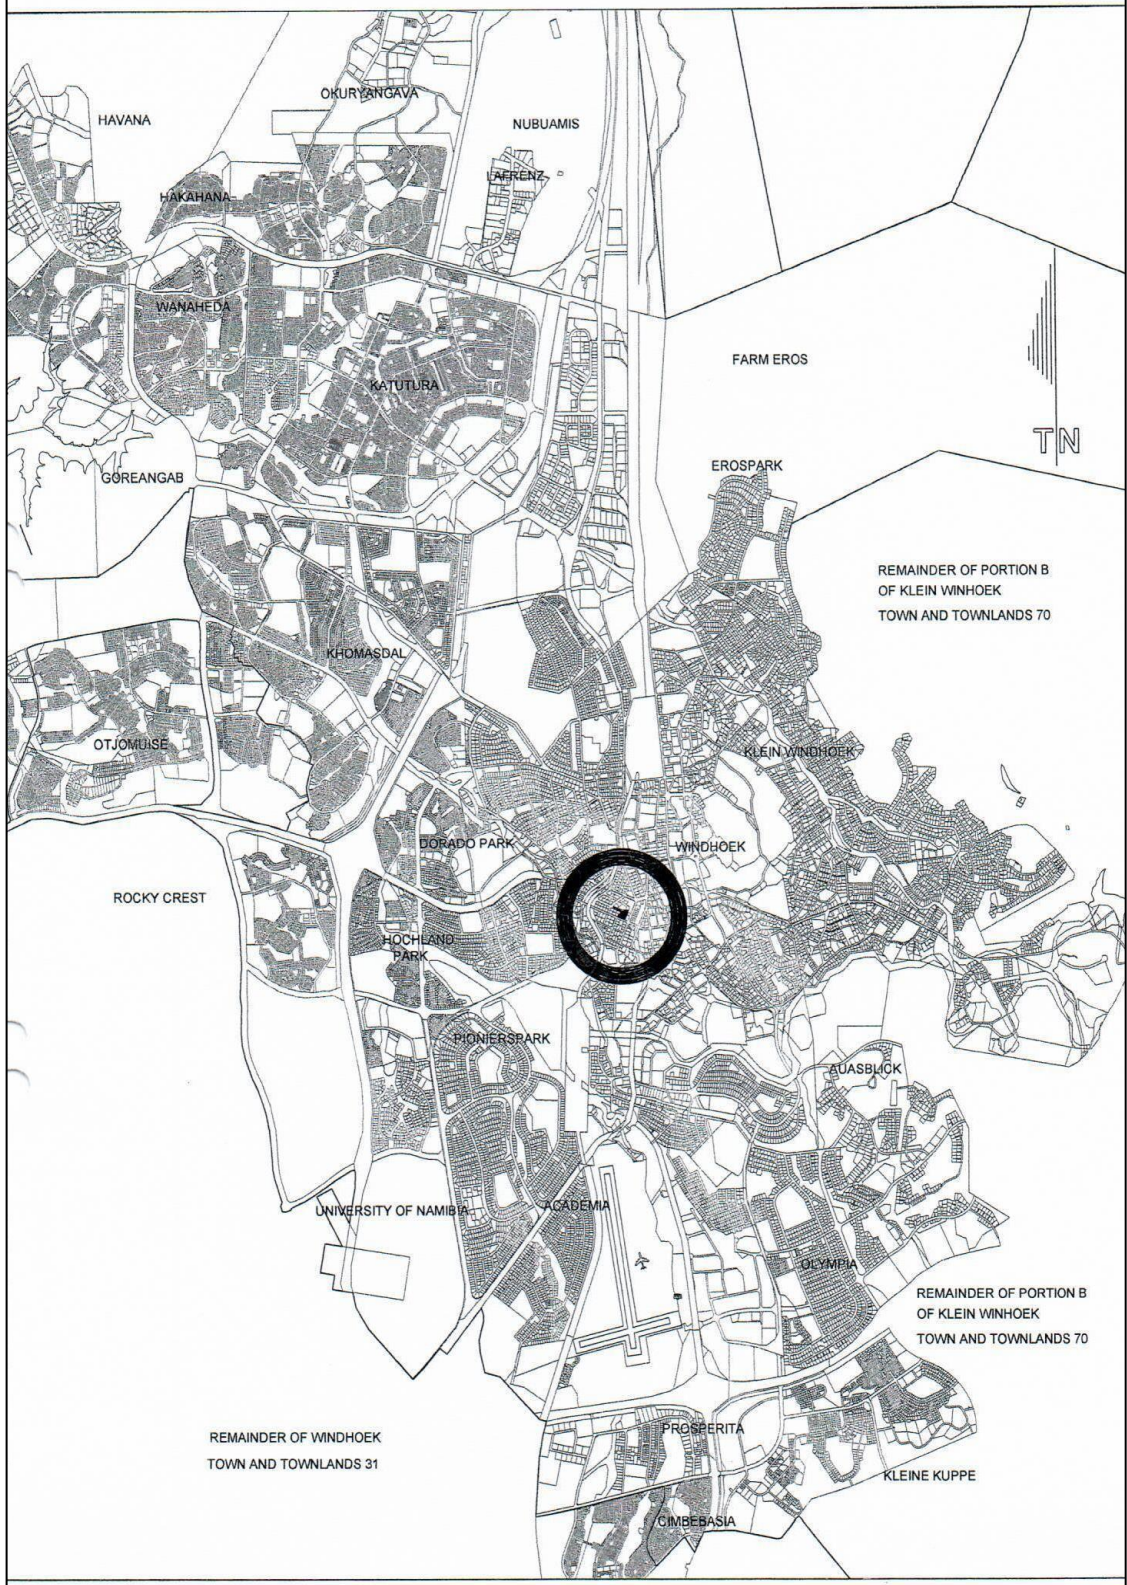 OKURYANGAVA
HAVANA
NUBUAMIS
LAFRENZ
HAKAHANA
WANAHEDA
FARM EROS
KATUTURA
TN
EROSPARK
GOREANGAB
REMAINDER OF PORTION B
OF KLEIN WINHOEK
TOWN AND TOWNLANDS 70
KHOMASDAL
OTJOMUISE
KLEIN WINDHOEK
DORADO PARK
WINDHOEK
ROCKY CREST
HOCHLAND
PARK
PIONIERSPARK
AUASBLICK
UNIVERSITY OF NAMIBIA
ACADEMIA
OLYMPIA
REMAINDER OF PORTION B
OF KLEIN WINHOEK
TOWN AND TOWNLANDS 70
PROSPERITA
REMAINDER OF WINDHOEK
TOWN AND TOWNLANDS 31
KLEINE KUPPE
CIMBEBASIA